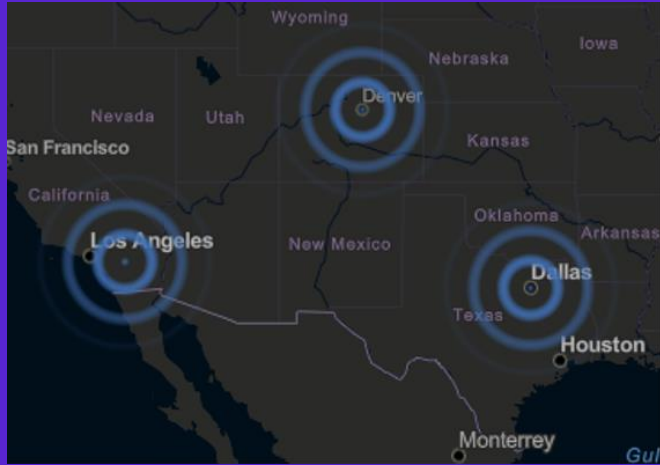 Wyoming
Iowa
Nebraska
Denver
Nevada
Utah
Kansas
San Francisco
California
Oklahoma
Arkansas
Los Angeles
New Mexico
Dallas
Texas
Houston
Monterrey
Gul